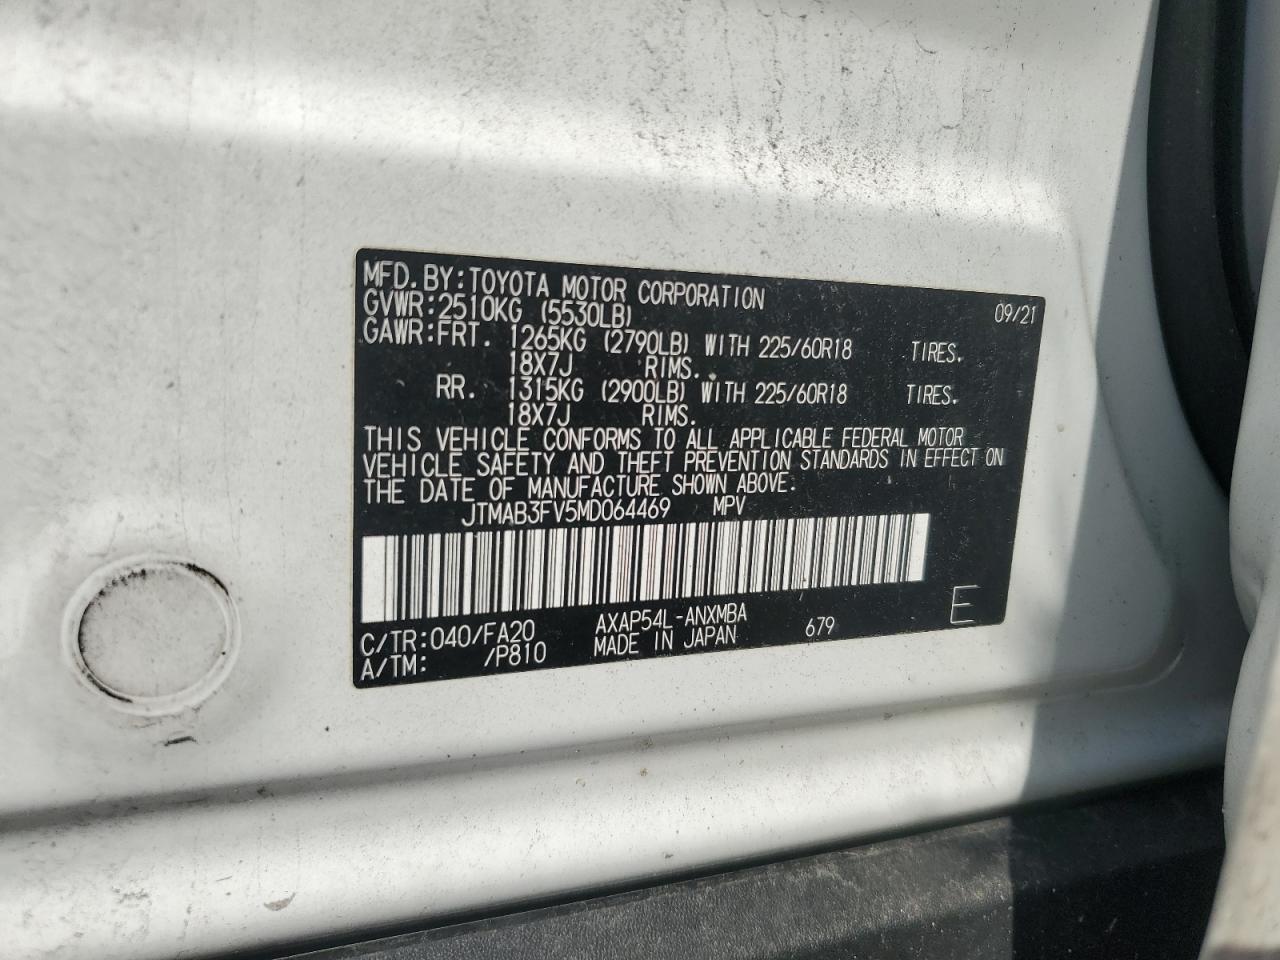 MFD.BY:TOYOTA MOTOR CORPORATION 09/21
GVWR:2510KG (5530LB)
GAWR:FRT. 1265KG (2790LB) WITH 225/60R18 TIRES.
18X7J RIMS.
RR. 1315KG (2900LB) WITH 225/60R18 TIRES.
18X7J RIMS.
THIS VEHICLE CONFORMS TO ALL APPLICABLE FEDERAL MOTOR
VEHICLE SAFETY AND THEFT PREVENTION STANDARDS IN EFFECT ON
THE DATE OF MANUFACTURE SHOWN ABOVE.
JTMAB3FV5MD064469 MPV
C/TR:040/FA20 AXAP54L-ANXMBA
A/TM: /P810 MADE IN JAPAN 679 E